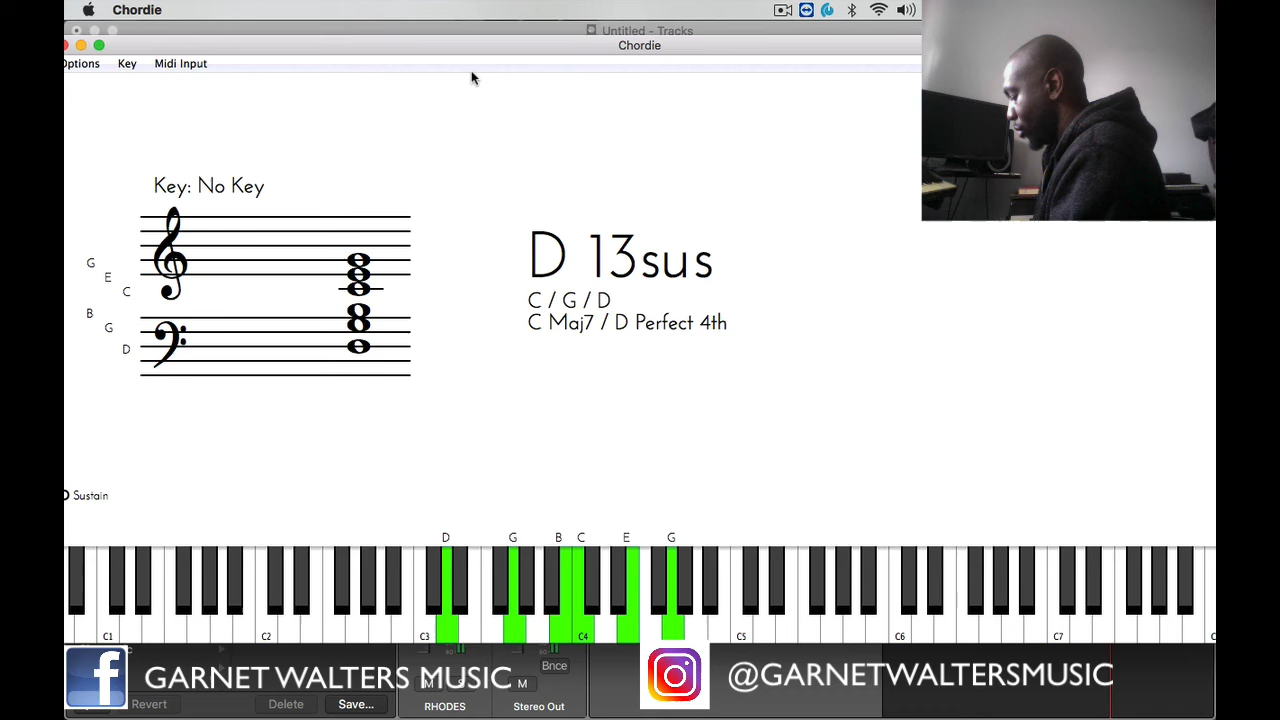 Chordie
Untitled - Tracks
Chordie
Options Key Midi Input
Key: No Key
G
E
C
B
G
D
D 13sus
C / G / D
C Maj7 / D Perfect 4th
Sustain
D G B C E G
C1 C2 C3 C4 C5 C6 C7 C
Bnce
M M
Revert Delete Save... RHODES Stereo Out
GARNET WALTERS MUSIC
@GARNETWALTERSMUSIC